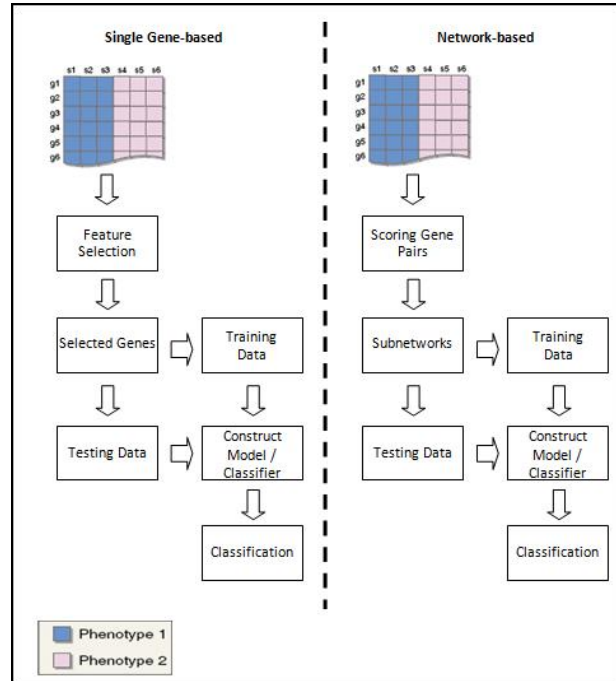 Single Gene-based
s1 s2 s3 s4 s5 s6
g1
g2
g3
g4
g5
g6
Feature
Selection
Selected Genes
Training
Data
Testing Data
Construct
Model /
Classifier
Classification
Network-based
s1 s2 s3 s4 s5 s6
g1
g2
g3
g4
g5
g6
Scoring Gene
Pairs
Subnetworks
Training
Data
Testing Data
Construct
Model /
Classifier
Classification
Phenotype 1
Phenotype 2